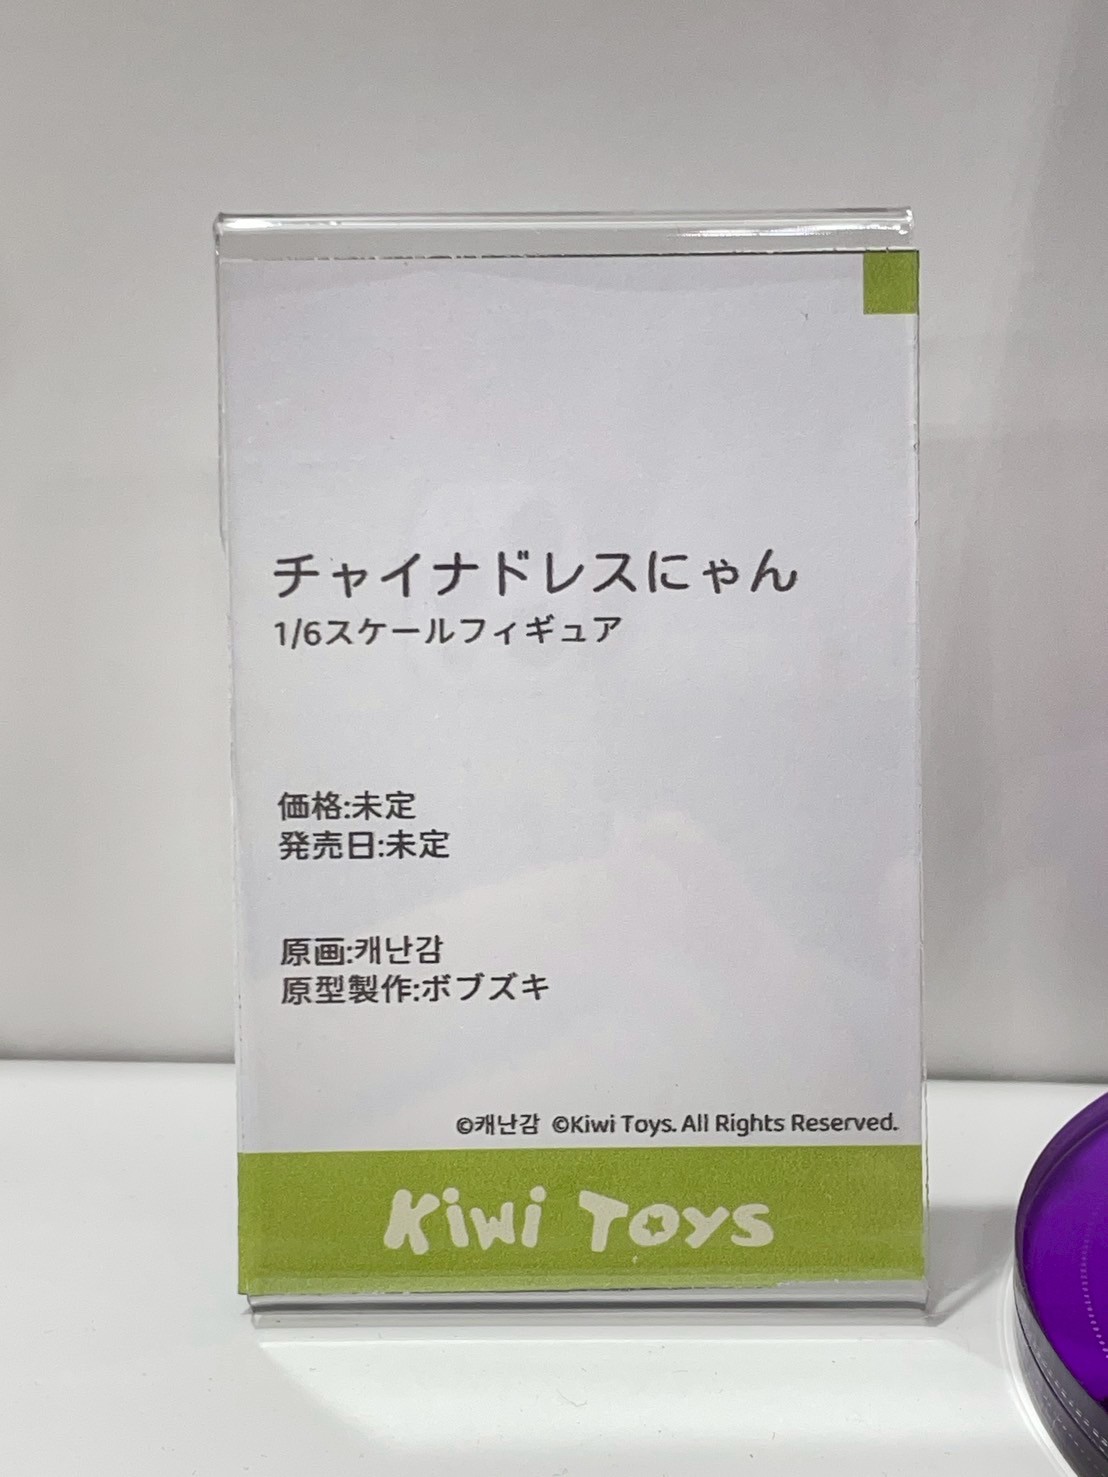 チャイナドレスにゃん
1/6スケールフィギュア
価格:未定
発売日:未定
原画:캐난감
原型製作:ボブズキ
©캐난감 ©Kiwi Toys. All Rights Reserved.
Kiwi Toys